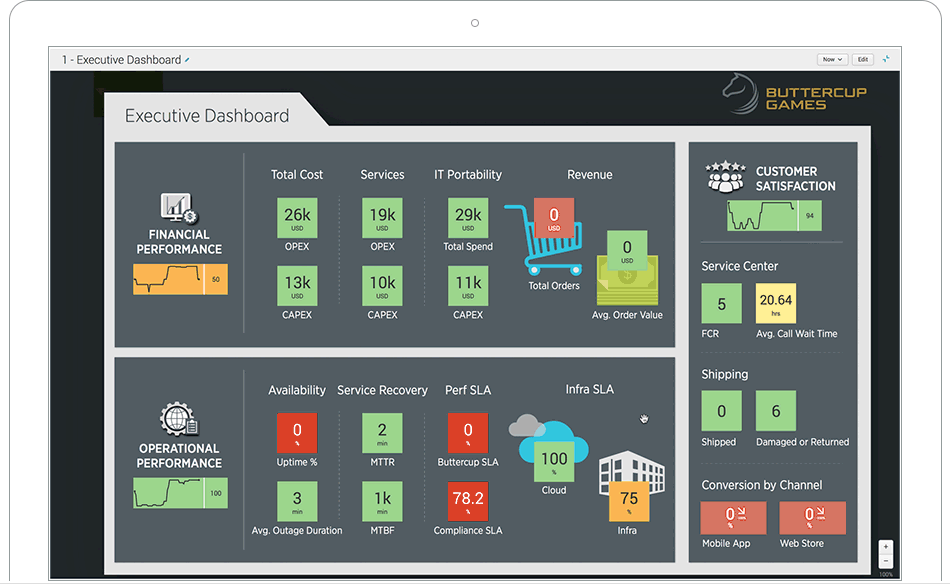 1 - Executive Dashboard
Now
Edit
BUTTERCUP
GAMES
Executive Dashboard
FINANCIAL
PERFORMANCE
50
Total Cost
26k
USD
OPEX
13k
USD
CAPEX
Services
19k
USD
OPEX
10k
USD
CAPEX
IT Portability
29k
USD
Total Spend
11k
USD
CAPEX
Revenue
0
USD
Total Orders
0
USD
Avg. Order Value
OPERATIONAL
PERFORMANCE
100
Availability
0
%
Uptime %
3
min
Avg. Outage Duration
Service Recovery
2
min
MTTR
1k
min
MTBF
Perf SLA
0
%
Buttercup SLA
78.2
%
Compliance SLA
Infra SLA
100
%
Cloud
75
%
Infra
CUSTOMER
SATISFACTION
94
Service Center
5
FCR
20.64
hrs.
Avg. Call Wait Time
Shipping
0
Shipped
6
Damaged or Returned
Conversion by Channel
0
%
Mobile App
0
%
Web Store
+
−
100%